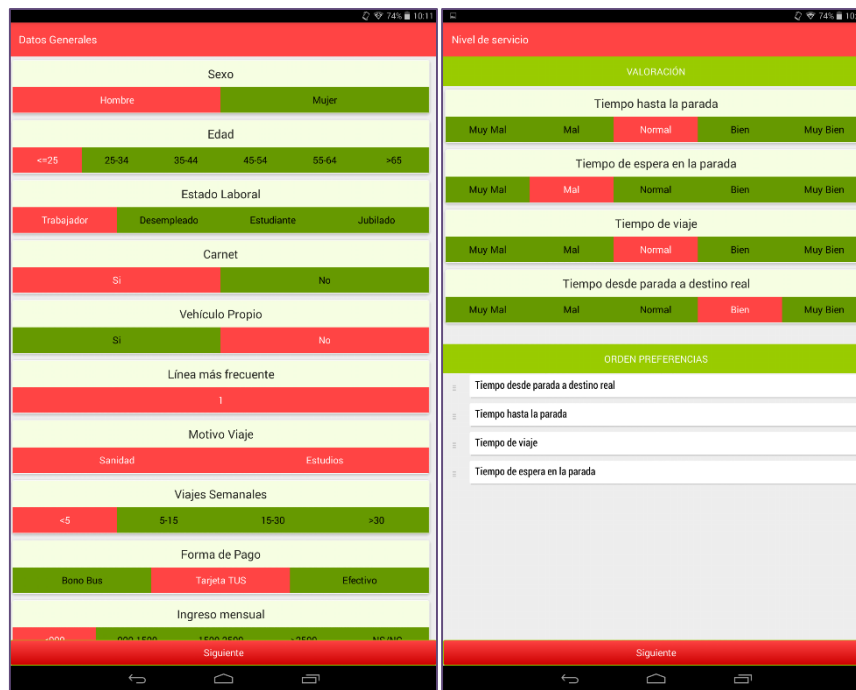 74% 10:11
Datos Generales
Sexo
Hombre Mujer
Edad
<=25 25-34 35-44 45-54 55-64 >65
Estado Laboral
Trabajador Desempleado Estudiante Jubilado
Carnet
Si No
Vehículo Propio
Si No
Línea más frecuente
1
Motivo Viaje
Sanidad Estudios
Viajes Semanales
<5 5-15 15-30 >30
Forma de Pago
Bono Bus Tarjeta TUS Efectivo
Ingreso mensual
Siguiente
74%
Nivel de servicio
VALORACIÓN
Tiempo hasta la parada
Muy Mal Mal Normal Bien Muy Bien
Tiempo de espera en la parada
Muy Mal Mal Normal Bien Muy Bien
Tiempo de viaje
Muy Mal Mal Normal Bien Muy Bien
Tiempo desde parada a destino real
Muy Mal Mal Normal Bien Muy Bien
ORDEN PREFERENCIAS
Tiempo desde parada a destino real
Tiempo hasta la parada
Tiempo de viaje
Tiempo de espera en la parada
Siguiente